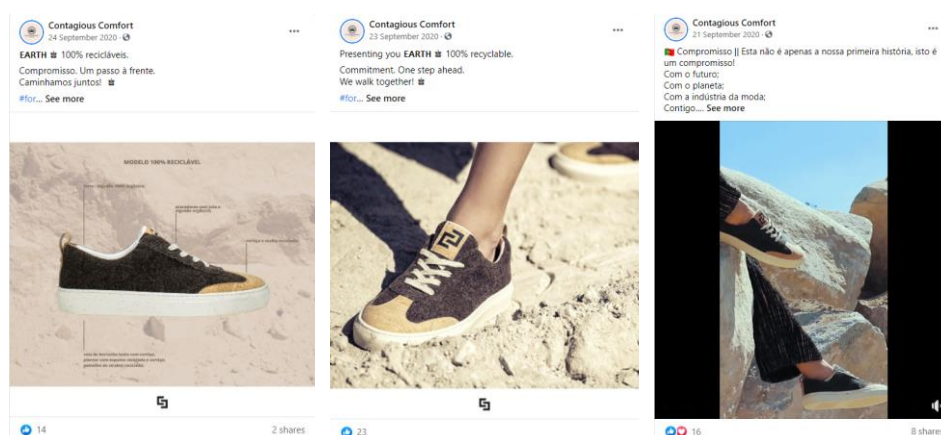 Contagious Comfort
24 September 2020 ·
EARTH 100% recicláveis.
Compromisso. Um passo à frente.
Caminhamos juntos!
#for... See more
MODELO 100% RECICLÁVEL
14
2 shares
Contagious Comfort
23 September 2020 ·
Presenting you EARTH 100% recyclable.
Commitment. One step ahead.
We walk together!
#for... See more
23
Contagious Comfort
21 September 2020 ·
Compromisso || Esta não é apenas a nossa primeira história, isto é
um compromisso!
Com o futuro;
Com o planeta;
Com a indústria da moda;
Contigo.... See more
16
8 shares